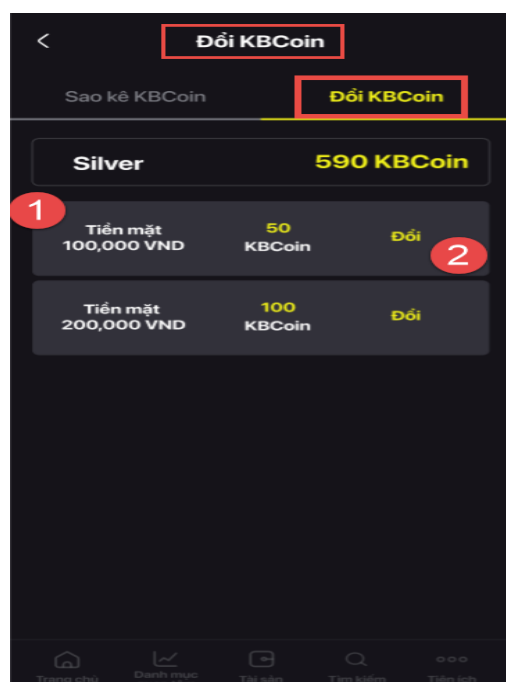 Đổi KBCoin
Sao kê KBCoin Đổi KBCoin
Silver 590 KBCoin
1
Tiền mặt 50 Đổi
100,000 VND KBCoin
2
Tiền mặt 100 Đổi
200,000 VND KBCoin
Trang chủ Danh mục Tài sản Tìm kiếm Tiện ích